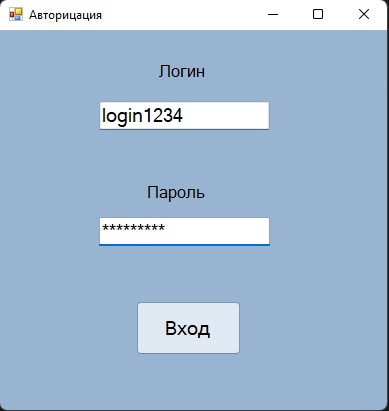 Авторицация
Логин
login1234
Пароль
*********
Вход